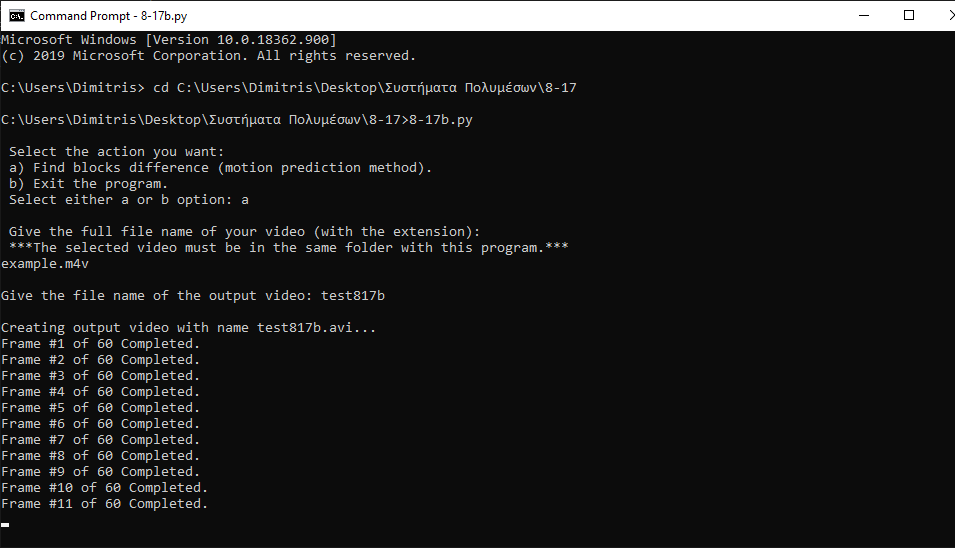 Command Prompt - 8-17b.py
Microsoft Windows [Version 10.0.18362.900]
(c) 2019 Microsoft Corporation. All rights reserved.
C:\Users\Dimitris> cd C:\Users\Dimitris\Desktop\Συστήματα Πολυμέσων\8-17
C:\Users\Dimitris\Desktop\Συστήματα Πολυμέσων\8-17>8-17b.py
Select the action you want:
a) Find blocks difference (motion prediction method).
b) Exit the program.
Select either a or b option: a
Give the full file name of your video (with the extension):
***The selected video must be in the same folder with this program.***
example.m4v
Give the file name of the output video: test817b
Creating output video with name test817b.avi...
Frame #1 of 60 Completed.
Frame #2 of 60 Completed.
Frame #3 of 60 Completed.
Frame #4 of 60 Completed.
Frame #5 of 60 Completed.
Frame #6 of 60 Completed.
Frame #7 of 60 Completed.
Frame #8 of 60 Completed.
Frame #9 of 60 Completed.
Frame #10 of 60 Completed.
Frame #11 of 60 Completed.